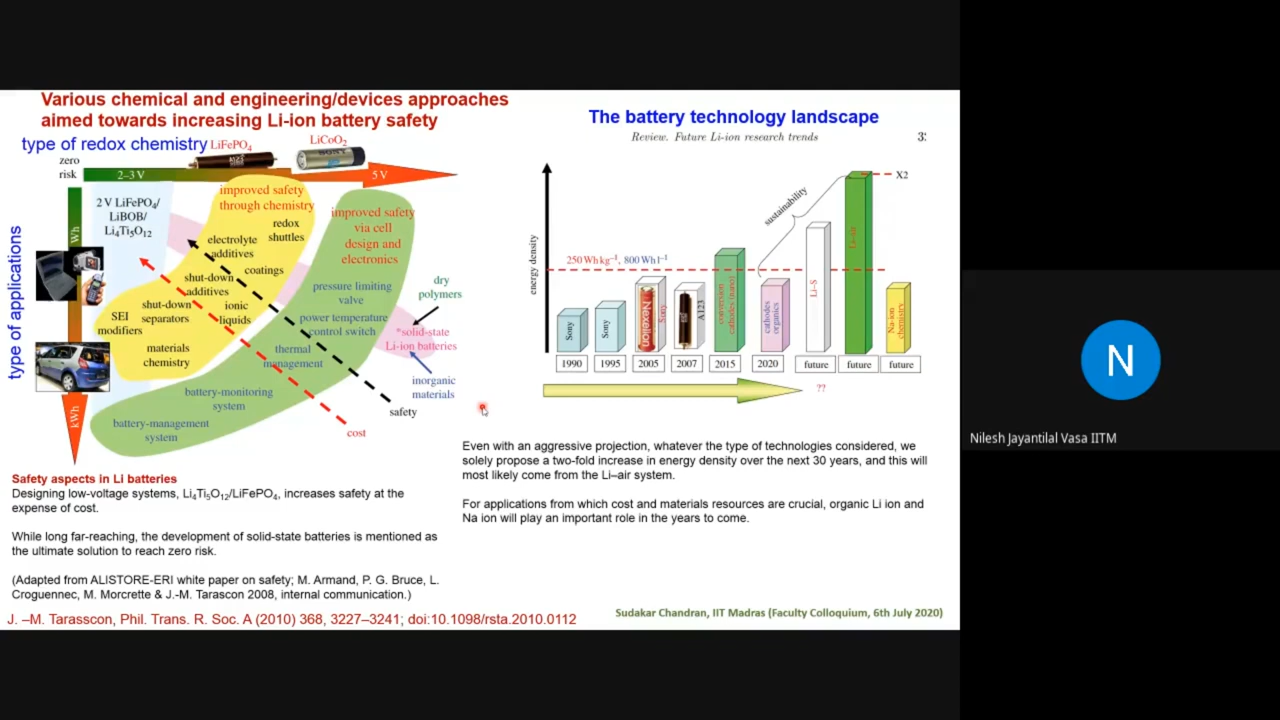 Various chemical and engineering/devices approaches
aimed towards increasing Li-ion battery safety
type of redox chemistry
LiFePO₄
LiCoO₂
zero
risk
2–3 V
5 V
type of applications
Wh
kWh
2 V LiFePO₄/
LiBOB/
Li₄Ti₅O₁₂
improved safety
through chemistry
redox
shuttles
electrolyte
additives
coatings
shut-down
additives
shut-down
separators
ionic
liquids
SEI
modifiers
materials
chemistry
improved safety
via cell
design and
electronics
pressure limiting
valve
power temperature
control switch
thermal
management
battery-monitoring
system
battery-management
system
dry
polymers
*solid-state
Li-ion batteries
inorganic
materials
safety
cost
Safety aspects in Li batteries
Designing low-voltage systems, Li₄Ti₅O₁₂/LiFePO₄, increases safety at the
expense of cost.
While long far-reaching, the development of solid-state batteries is mentioned as
the ultimate solution to reach zero risk.
(Adapted from ALISTORE-ERI white paper on safety; M. Armand, P. G. Bruce, L.
Croguennec, M. Morcrette & J.-M. Tarascon 2008, internal communication.)
J. –M. Tarasscon, Phil. Trans. R. Soc. A (2010) 368, 3227–3241; doi:10.1098/rsta.2010.0112
The battery technology landscape
Review. Future Li-ion research trends
energy density
250 Wh kg⁻¹, 800 Wh l⁻¹
sustainability
X2
Sony
Sony
Nexelion
Sony
A123
conversion
cathodes (nano)
cathodes
organics
Li–S
Li–air
Na-ion
chemistry
1990
1995
2005
2007
2015
2020
future
future
future
??
Even with an aggressive projection, whatever the type of technologies considered, we
solely propose a two-fold increase in energy density over the next 30 years, and this will
most likely come from the Li–air system.
For applications from which cost and materials resources are crucial, organic Li ion and
Na ion will play an important role in the years to come.
Sudakar Chandran, IIT Madras (Faculty Colloquium, 6th July 2020)
N
Nilesh Jayantilal Vasa IITM